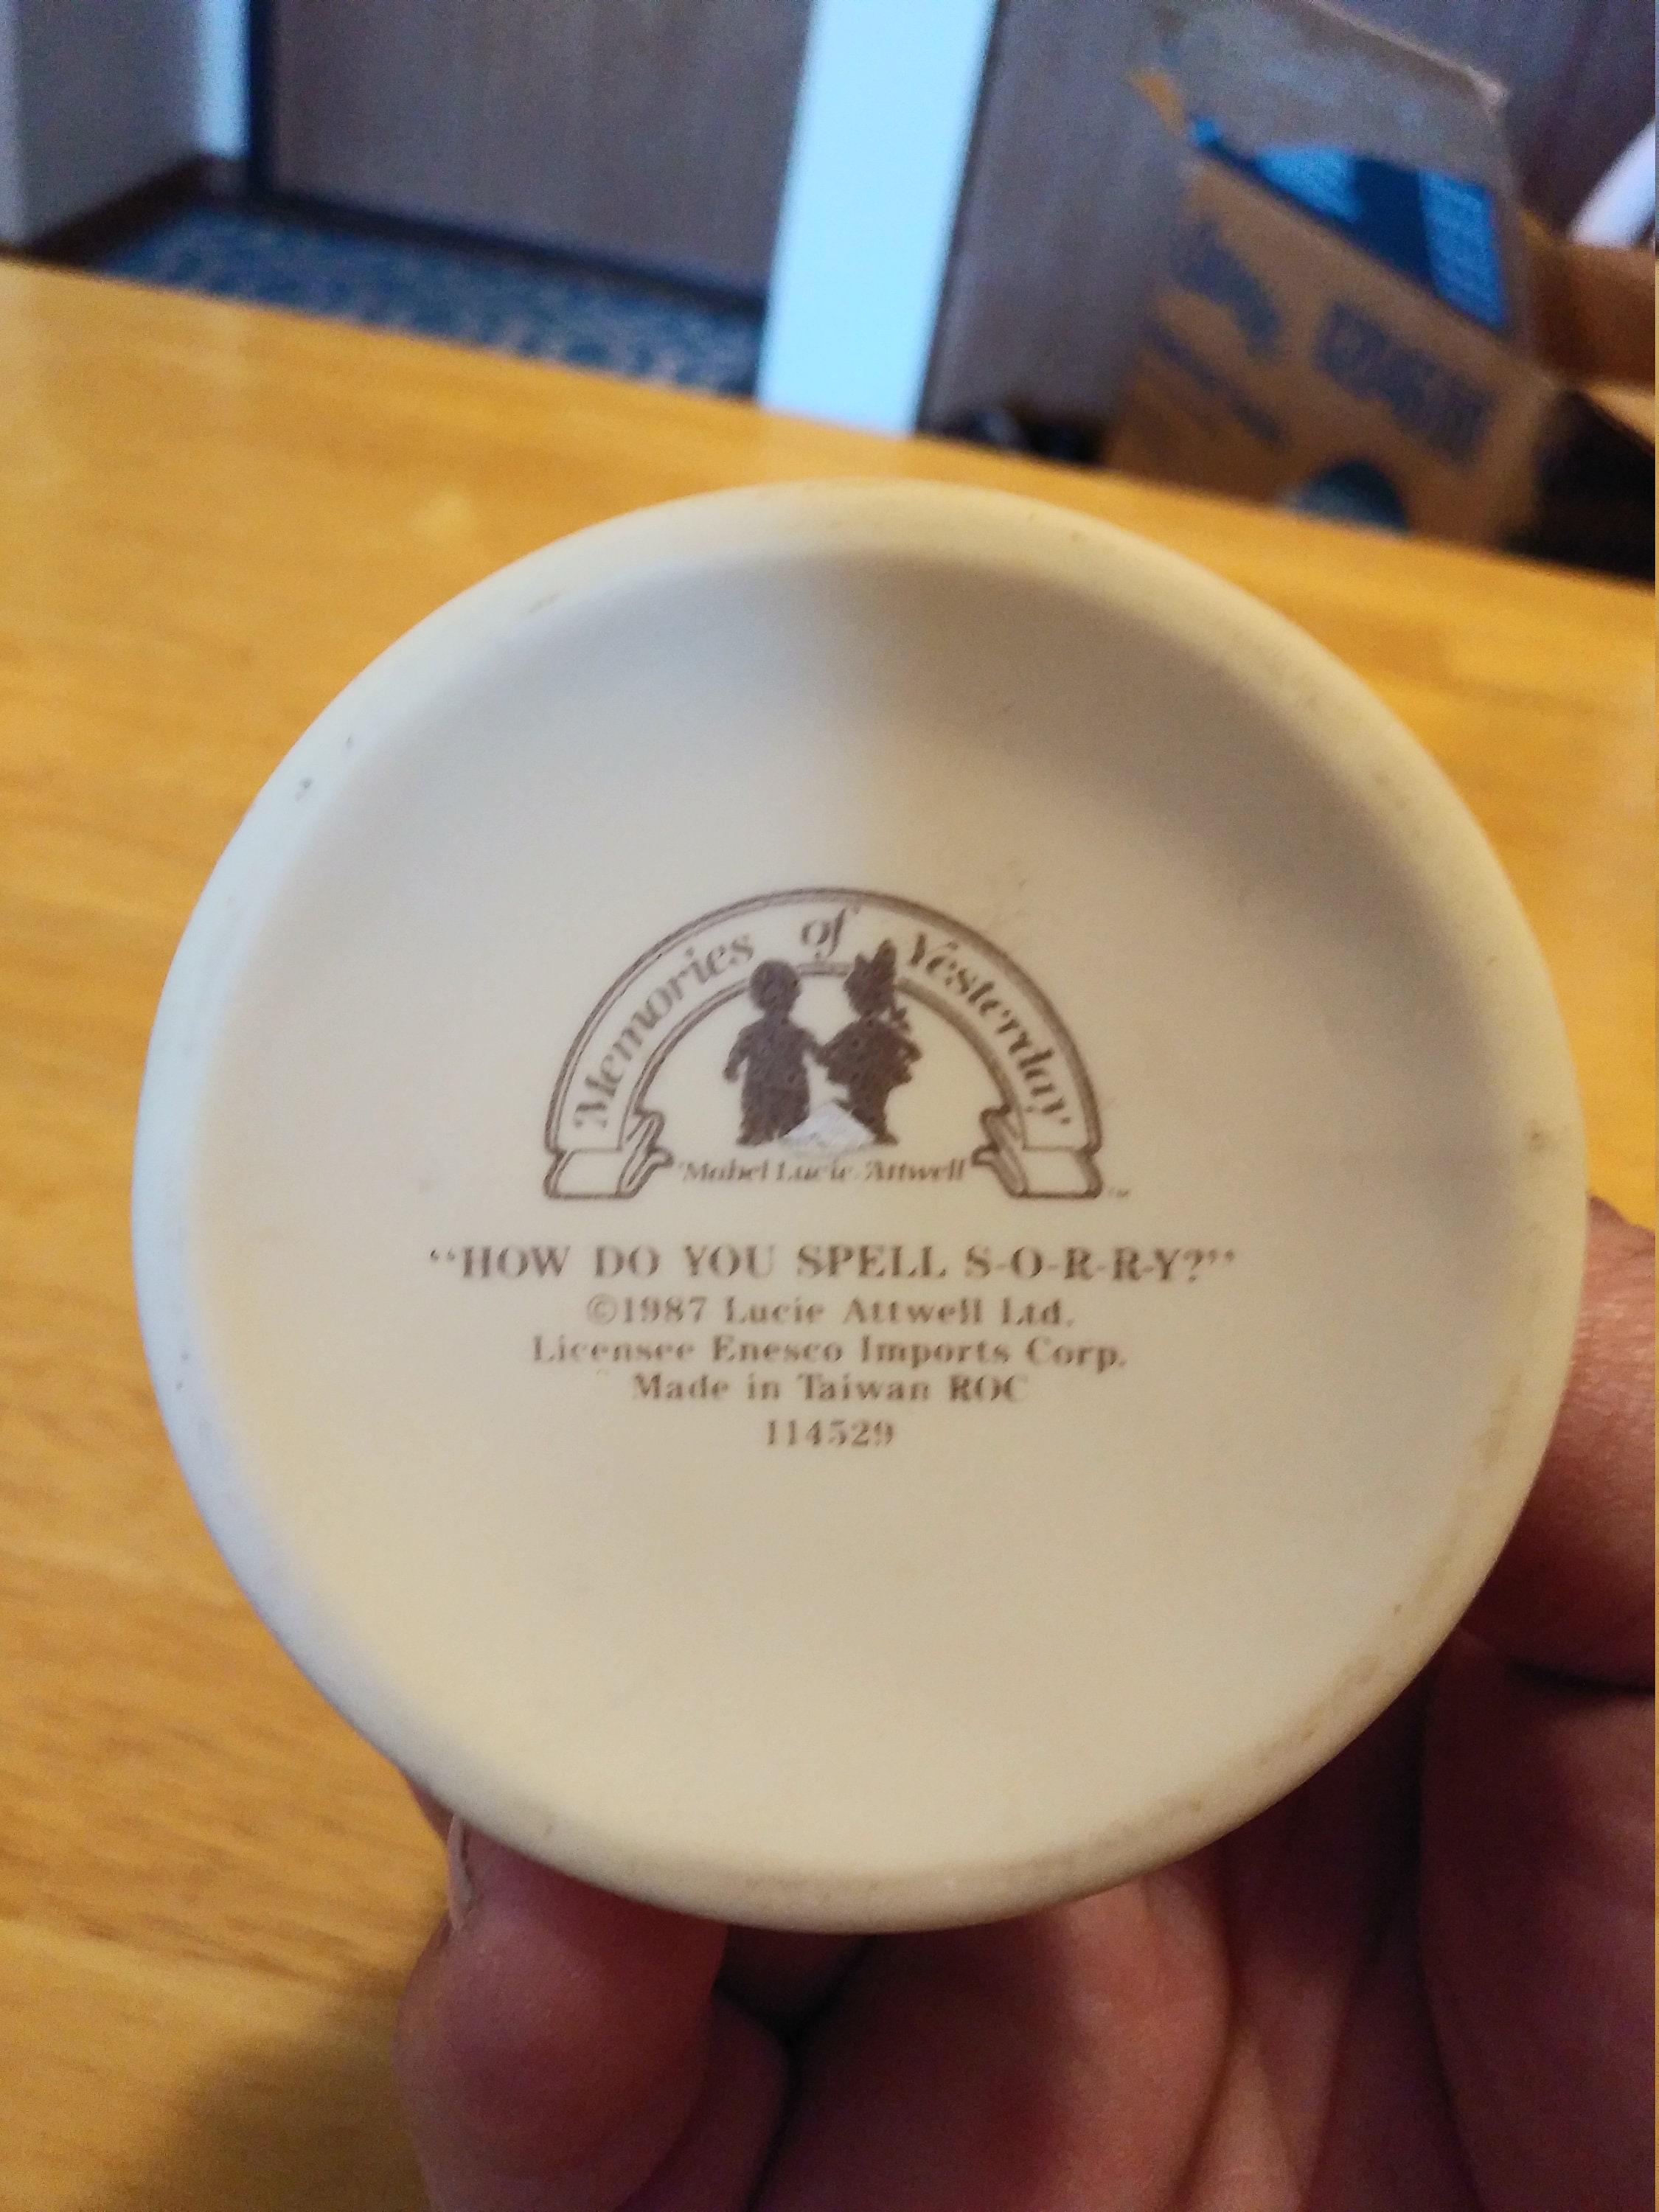 Memories of Yesterday
Mabel Lucie Attwell ™
“HOW DO YOU SPELL S-O-R-R-Y?”
©1987 Lucie Attwell Ltd.
Licensee Enesco Imports Corp.
Made in Taiwan ROC
114529